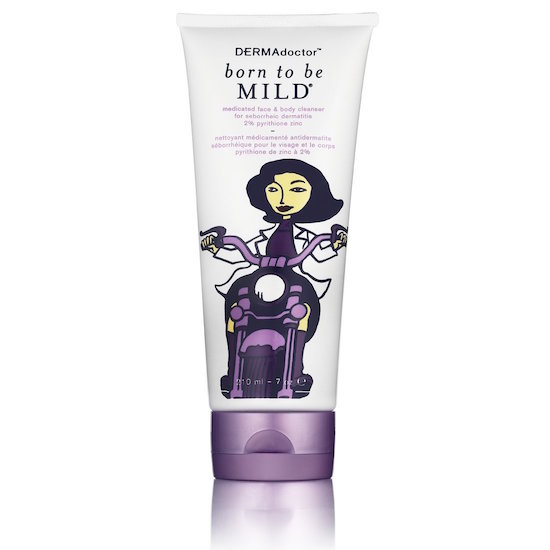 DERMAdoctor™
born to be
MILD®
medicated face & body cleanser
for seborrheic dermatitis
2% pyrithione zinc
–
nettoyant médicamenté antidermatite
séborrhéique pour le visage et le corps
pyrithione de zinc à 2%
210 ml – 7 oz ℮